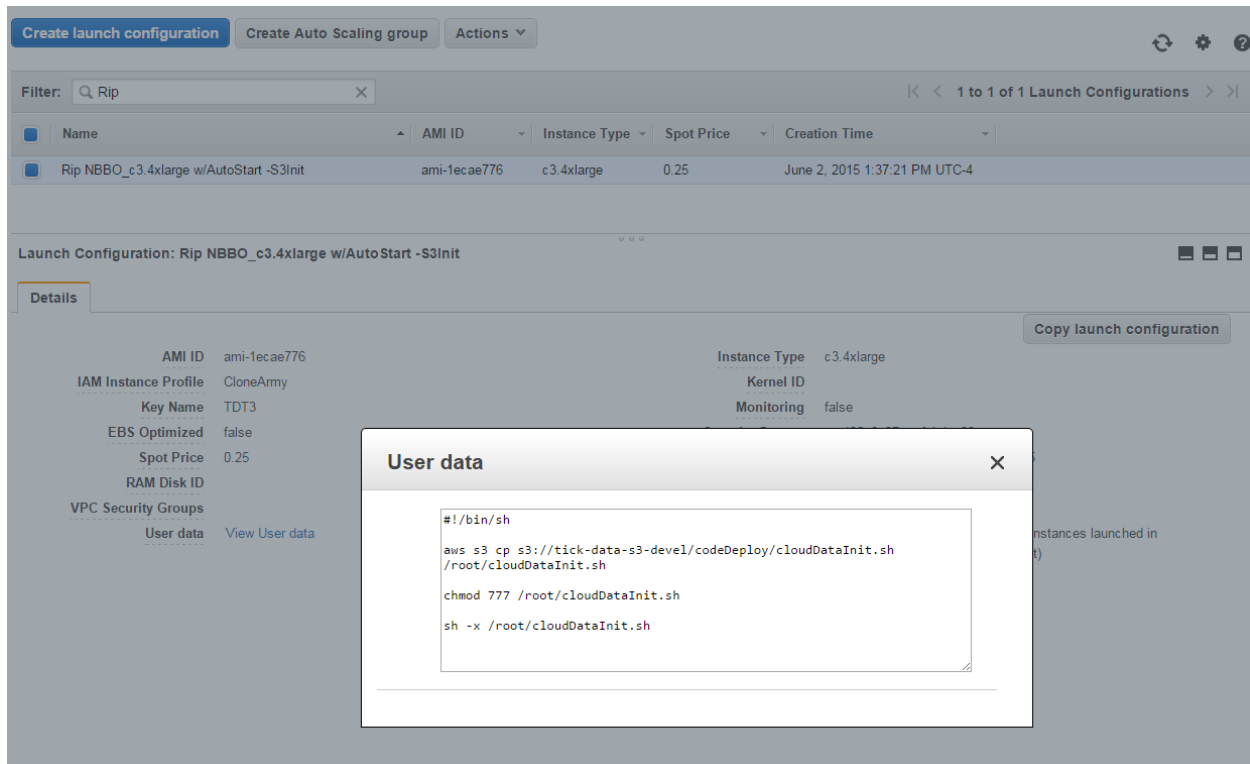 Create launch configuration Create Auto Scaling group Actions
Filter: Rip 1 to 1 of 1 Launch Configurations
Name AMI ID Instance Type Spot Price Creation Time
Rip NBBO_c3.4xlarge w/AutoStart -S3Init ami-1ecae776 c3.4xlarge 0.25 June 2, 2015 1:37:21 PM UTC-4
Launch Configuration: Rip NBBO_c3.4xlarge w/AutoStart -S3Init
Details
Copy launch configuration
AMI ID ami-1ecae776 Instance Type c3.4xlarge
IAM Instance Profile CloneArmy Kernel ID
Key Name TDT3 Monitoring false
EBS Optimized false
Spot Price 0.25
RAM Disk ID
VPC Security Groups
User data View User data nstances launched in
t)
User data
#!/bin/sh
aws s3 cp s3://tick-data-s3-devel/codeDeploy/cloudDataInit.sh
/root/cloudDataInit.sh
chmod 777 /root/cloudDataInit.sh
sh -x /root/cloudDataInit.sh